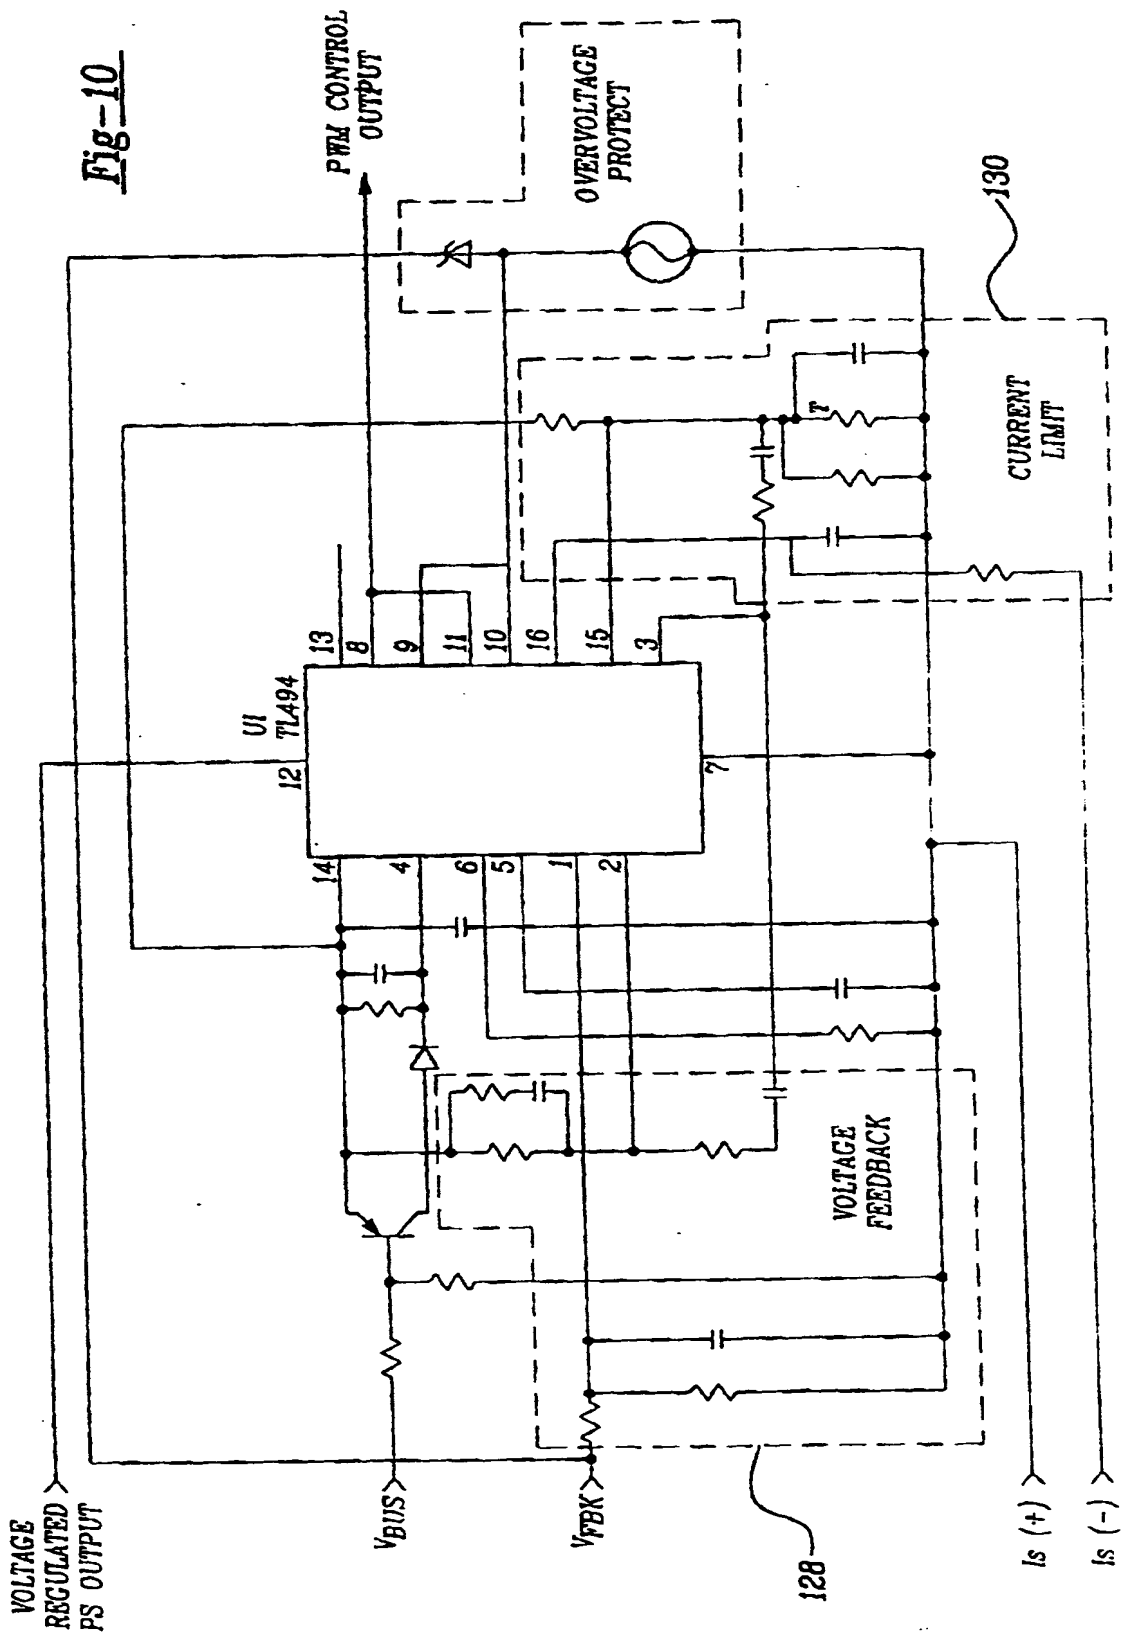 Fig-10
VOLTAGE
REGULATED
PS OUTPUT
PWM CONTROL
OUTPUT
OVERVOLTAGE
PROTECT
U1
TL494
12
14
4
6
5
1
2
13
8
9
11
10
16
15
3
7
T
130
CURRENT
LIMIT
VOLTAGE
FEEDBACK
VBUS
VFBK
128
Is (+)
Is (-)